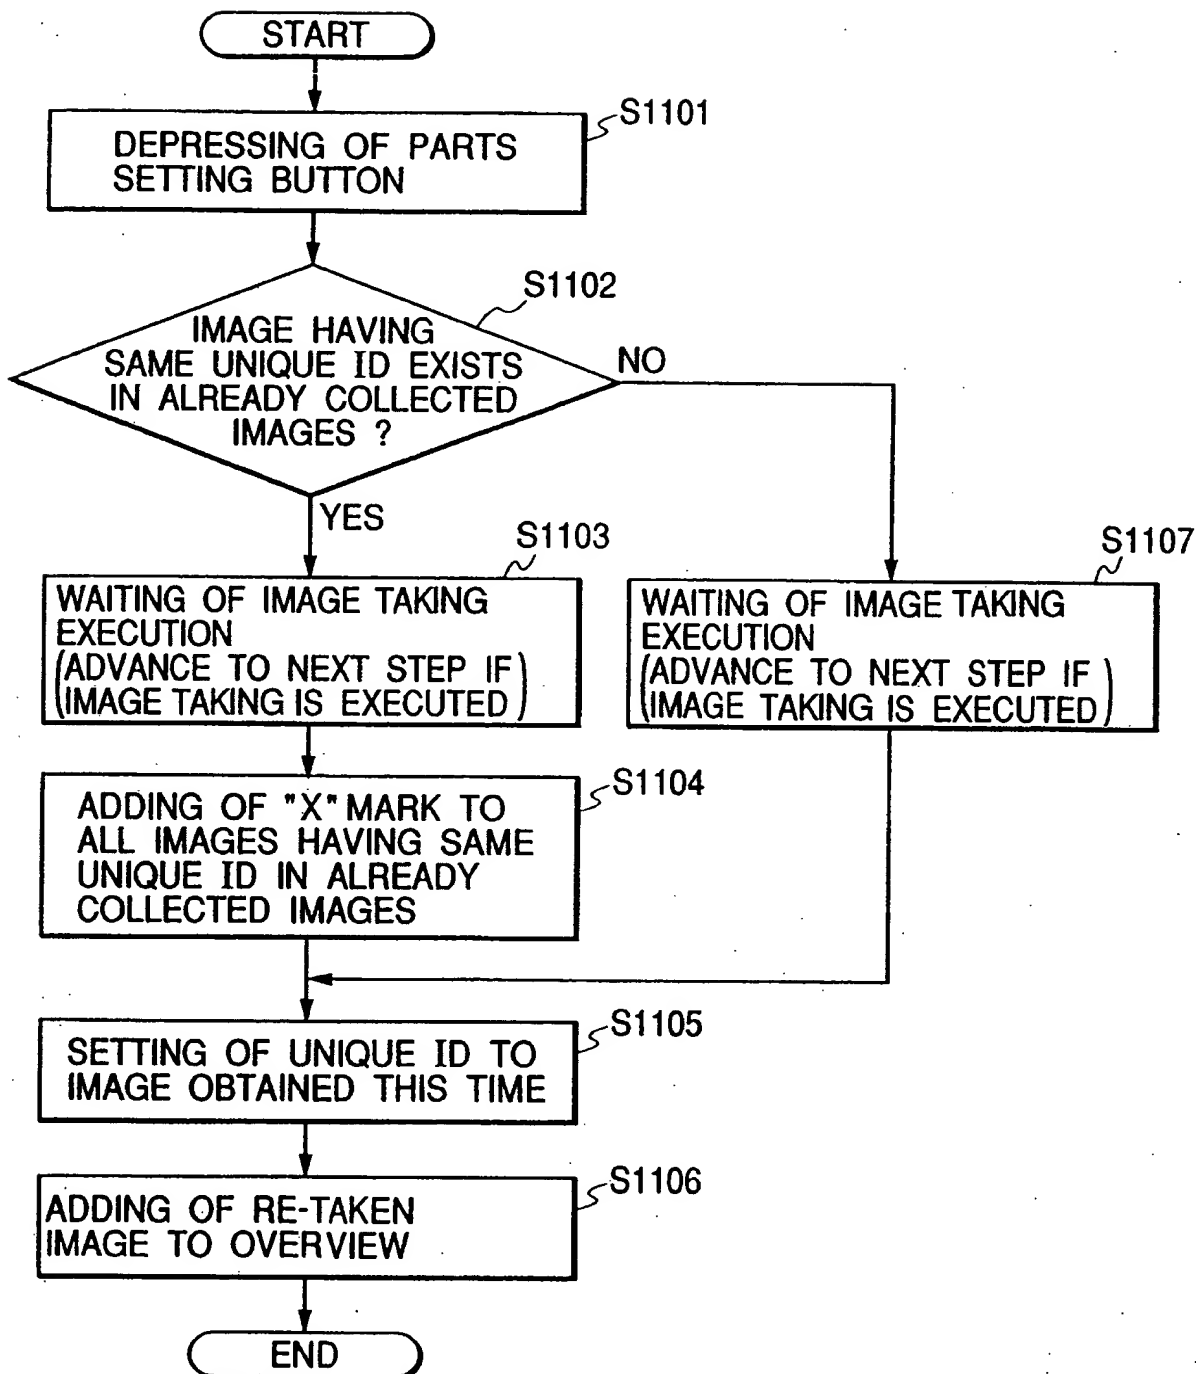 START
S1101
DEPRESSING OF PARTS
SETTING BUTTON
S1102
IMAGE HAVING
SAME UNIQUE ID EXISTS
IN ALREADY COLLECTED
IMAGES ?
NO
YES
S1103
WAITING OF IMAGE TAKING
EXECUTION
(ADVANCE TO NEXT STEP IF
IMAGE TAKING IS EXECUTED)
S1107
WAITING OF IMAGE TAKING
EXECUTION
(ADVANCE TO NEXT STEP IF
IMAGE TAKING IS EXECUTED)
S1104
ADDING OF "X" MARK TO
ALL IMAGES HAVING SAME
UNIQUE ID IN ALREADY
COLLECTED IMAGES
S1105
SETTING OF UNIQUE ID TO
IMAGE OBTAINED THIS TIME
S1106
ADDING OF RE-TAKEN
IMAGE TO OVERVIEW
END